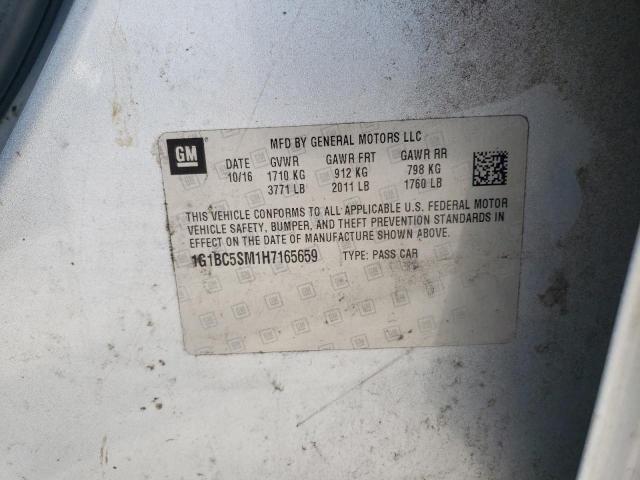 GM
MFD BY GENERAL MOTORS LLC
DATE GVWR GAWR FRT GAWR RR
10/16 1710 KG 912 KG 798 KG
3771 LB 2011 LB 1760 LB
THIS VEHICLE CONFORMS TO ALL APPLICABLE U.S. FEDERAL MOTOR
VEHICLE SAFETY, BUMPER, AND THEFT PREVENTION STANDARDS IN
EFFECT ON THE DATE OF MANUFACTURE SHOWN ABOVE.
1G1BC5SM1H7165659 TYPE: PASS CAR